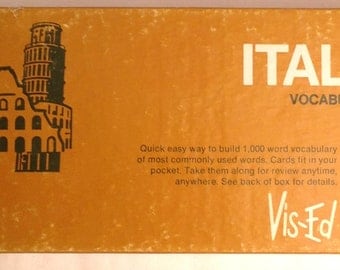 ITAL
VOCABU
Quick easy way to build 1,000 word vocabulary
of most commonly used words. Cards fit in your
pocket. Take them along for review anytime,
anywhere. See back of box for details.
Vis-Ed